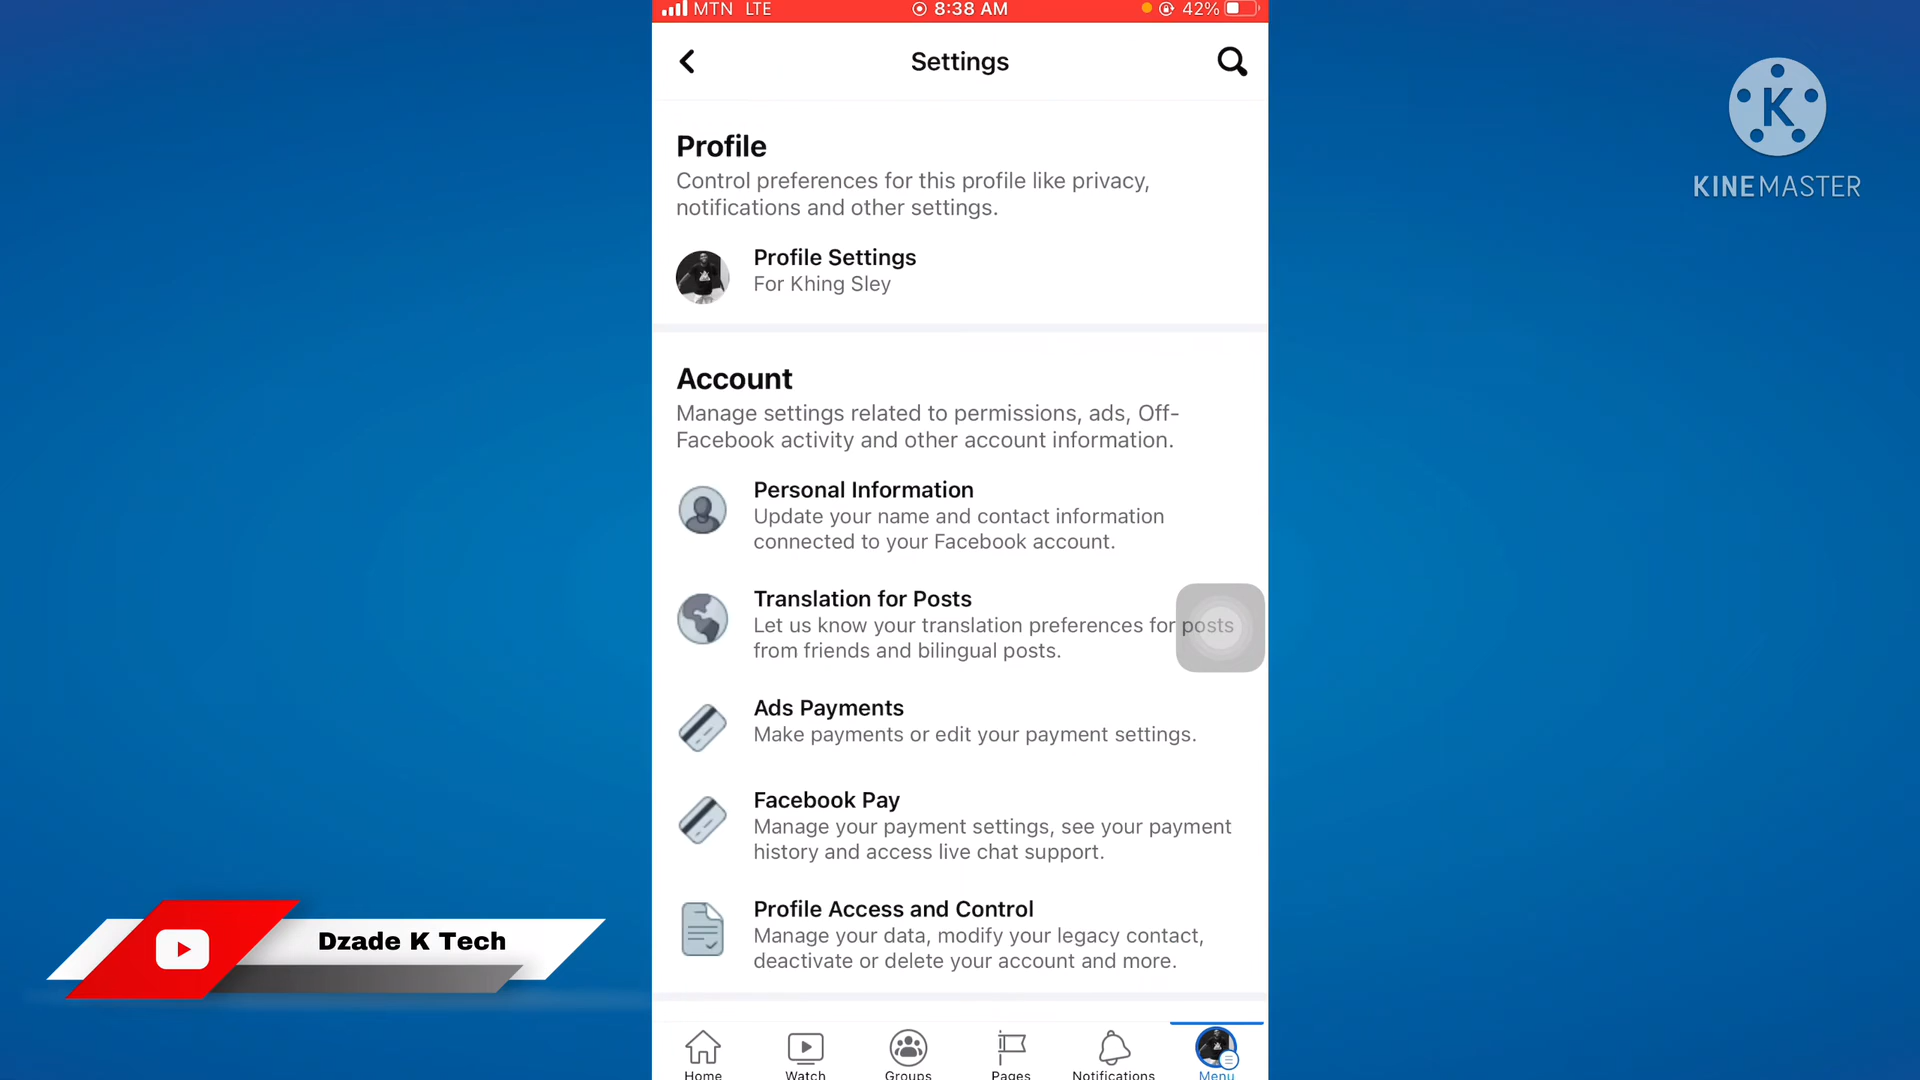 MTN LTE 8:38 AM 42%
Settings
K
KINEMASTER
Profile
Control preferences for this profile like privacy,
notifications and other settings.
Profile Settings
For Khing Sley
Account
Manage settings related to permissions, ads, Off-
Facebook activity and other account information.
Personal Information
Update your name and contact information
connected to your Facebook account.
Translation for Posts
Let us know your translation preferences for posts
from friends and bilingual posts.
Ads Payments
Make payments or edit your payment settings.
Facebook Pay
Manage your payment settings, see your payment
history and access live chat support.
Profile Access and Control
Manage your data, modify your legacy contact,
deactivate or delete your account and more.
Dzade K Tech
Home Watch Groups Pages Notifications Menu